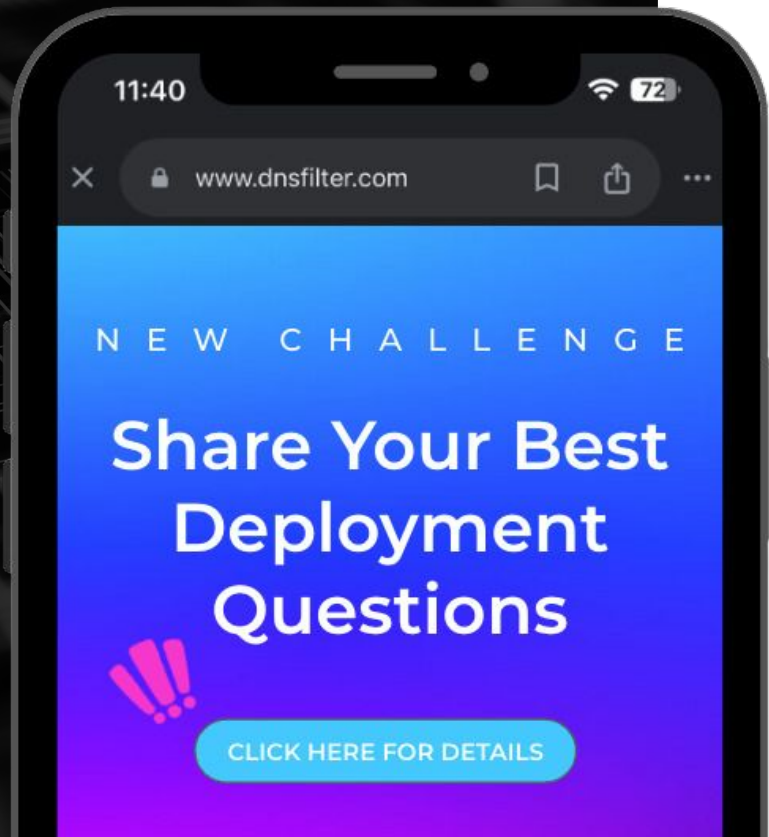 11:40
72
www.dnsfilter.com
NEW CHALLENGE
Share Your Best
Deployment
Questions
CLICK HERE FOR DETAILS